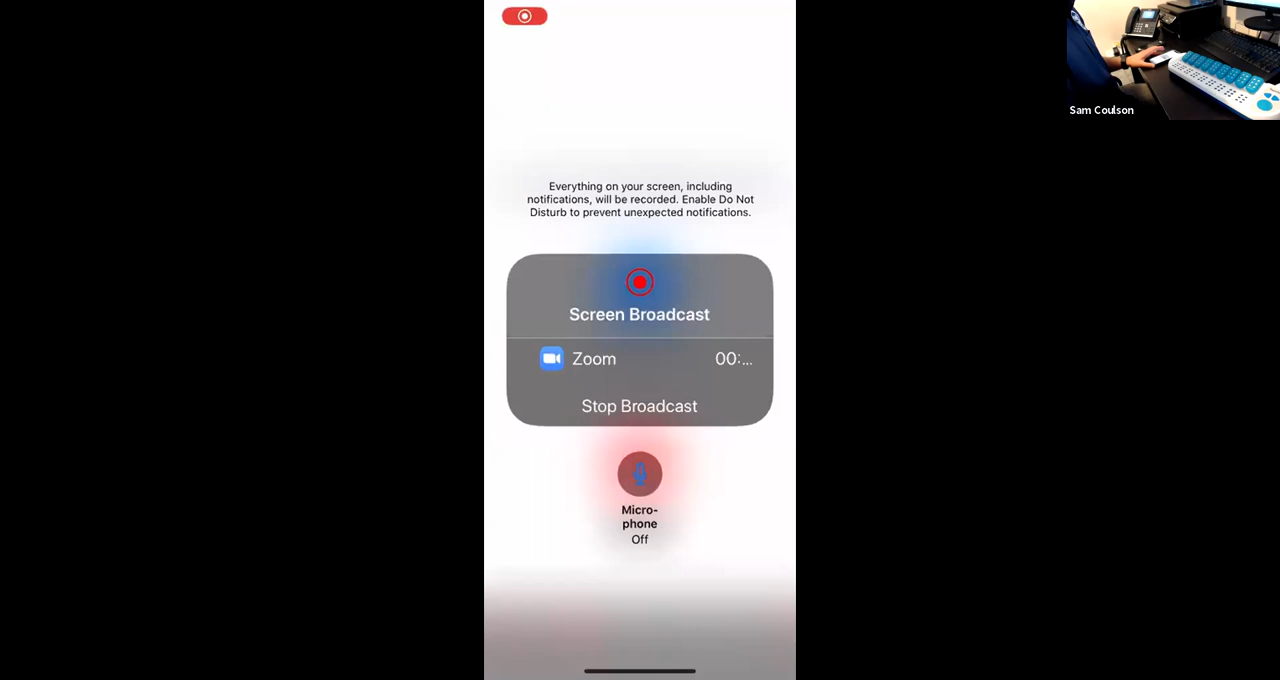 Everything on your screen, including
notifications, will be recorded. Enable Do Not
Disturb to prevent unexpected notifications.
Screen Broadcast
Zoom 00:...
Stop Broadcast
Micro-
phone
Off
Sam Coulson